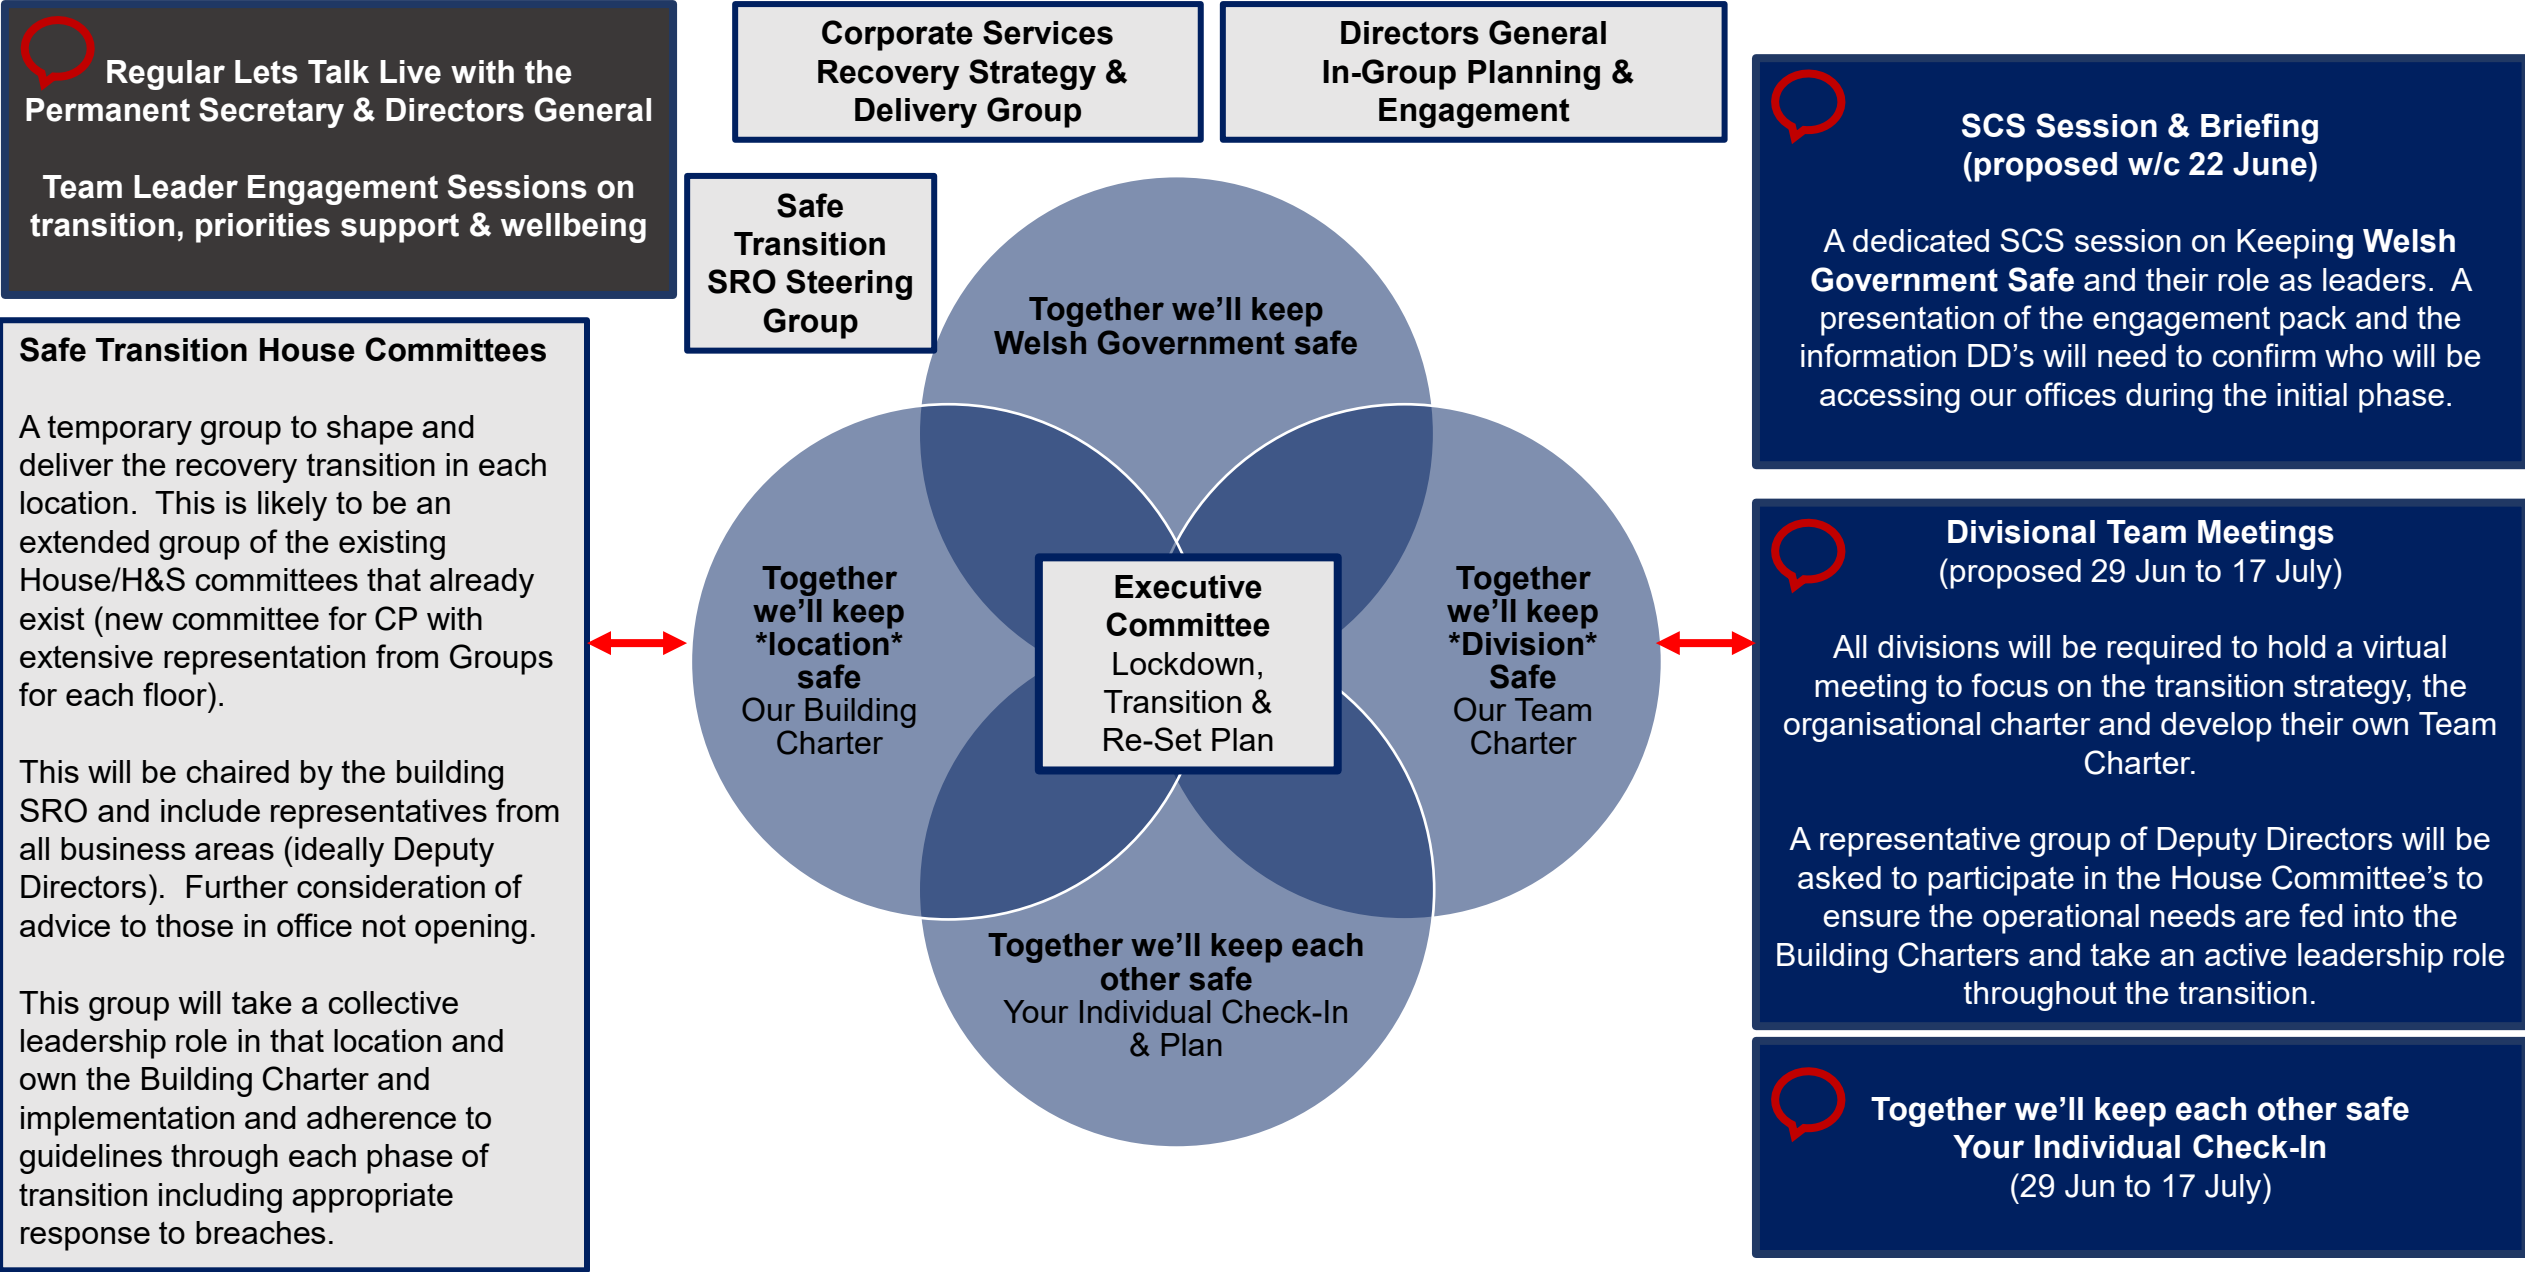 Regular Lets Talk Live with the
Permanent Secretary & Directors General
Team Leader Engagement Sessions on
transition, priorities support & wellbeing
Corporate Services
Recovery Strategy &
Delivery Group
Directors General
In-Group Planning &
Engagement
Safe
Transition
SRO Steering
Group
SCS Session & Briefing
(proposed w/c 22 June)
A dedicated SCS session on Keeping Welsh
Government Safe and their role as leaders.  A
presentation of the engagement pack and the
information DD’s will need to confirm who will be
accessing our offices during the initial phase.
Safe Transition House Committees
A temporary group to shape and
deliver the recovery transition in each
location.  This is likely to be an
extended group of the existing
House/H&S committees that already
exist (new committee for CP with
extensive representation from Groups
for each floor).
This will be chaired by the building
SRO and include representatives from
all business areas (ideally Deputy
Directors).  Further consideration of
advice to those in office not opening.
This group will take a collective
leadership role in that location and
own the Building Charter and
implementation and adherence to
guidelines through each phase of
transition including appropriate
response to breaches.
Together we’ll keep
Welsh Government safe
Together
we’ll keep
*location*
safe
Our Building
Charter
Executive
Committee
Lockdown,
Transition &
Re-Set Plan
Together
we’ll keep
*Division*
Safe
Our Team
Charter
Together we’ll keep each
other safe
Your Individual Check-In
& Plan
Divisional Team Meetings
(proposed 29 Jun to 17 July)
All divisions will be required to hold a virtual
meeting to focus on the transition strategy, the
organisational charter and develop their own Team
Charter.
A representative group of Deputy Directors will be
asked to participate in the House Committee’s to
ensure the operational needs are fed into the
Building Charters and take an active leadership role
throughout the transition.
Together we’ll keep each other safe
Your Individual Check-In
(29 Jun to 17 July)